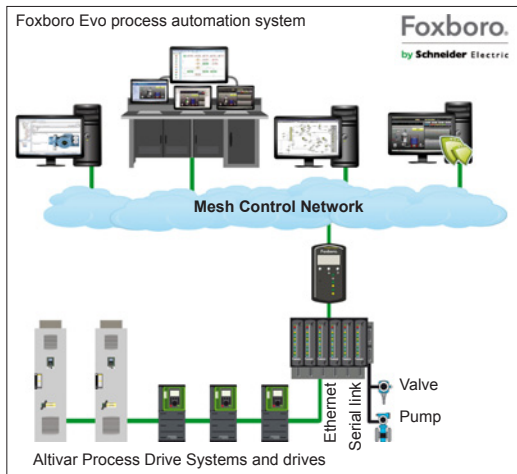 Foxboro Evo process automation system
Foxboro.
by Schneider Electric
Mesh Control Network
Foxboro
Ethernet
Serial link
Valve
Pump
Altivar Process Drive Systems and drives